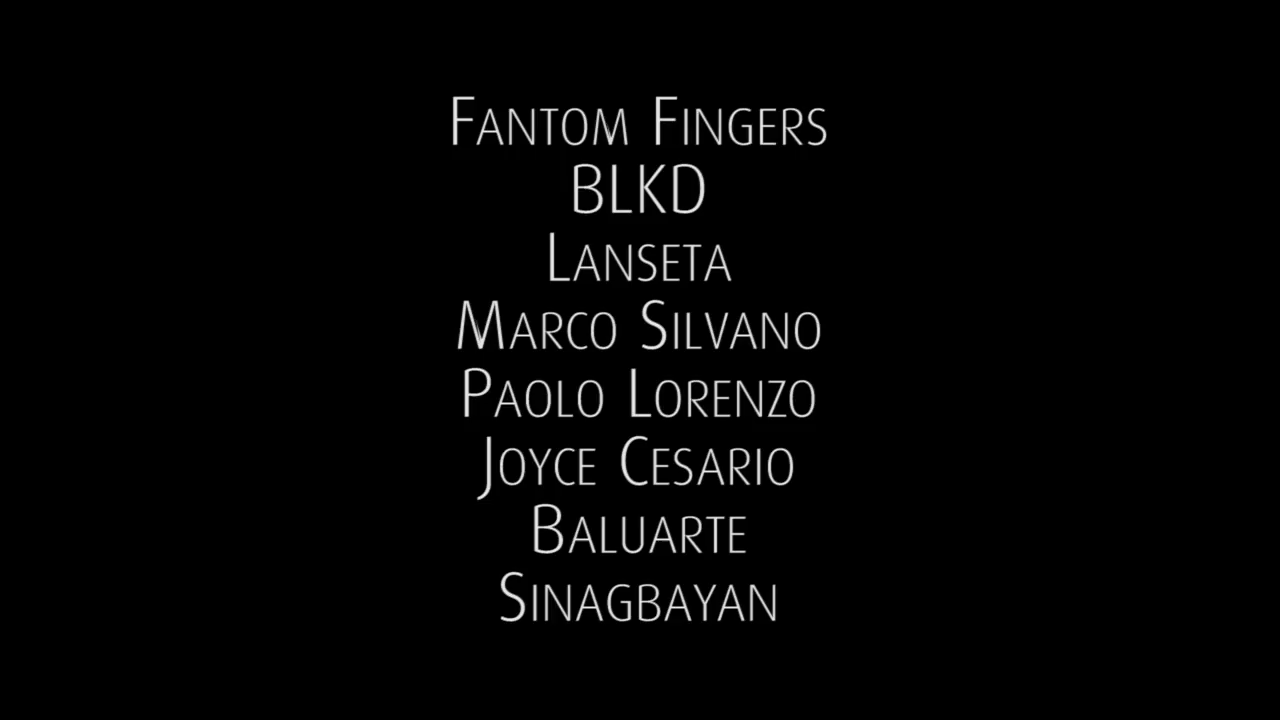 Fantom Fingers
BLKD
Lanseta
Marco Silvano
Paolo Lorenzo
Joyce Cesario
Baluarte
Sinagbayan